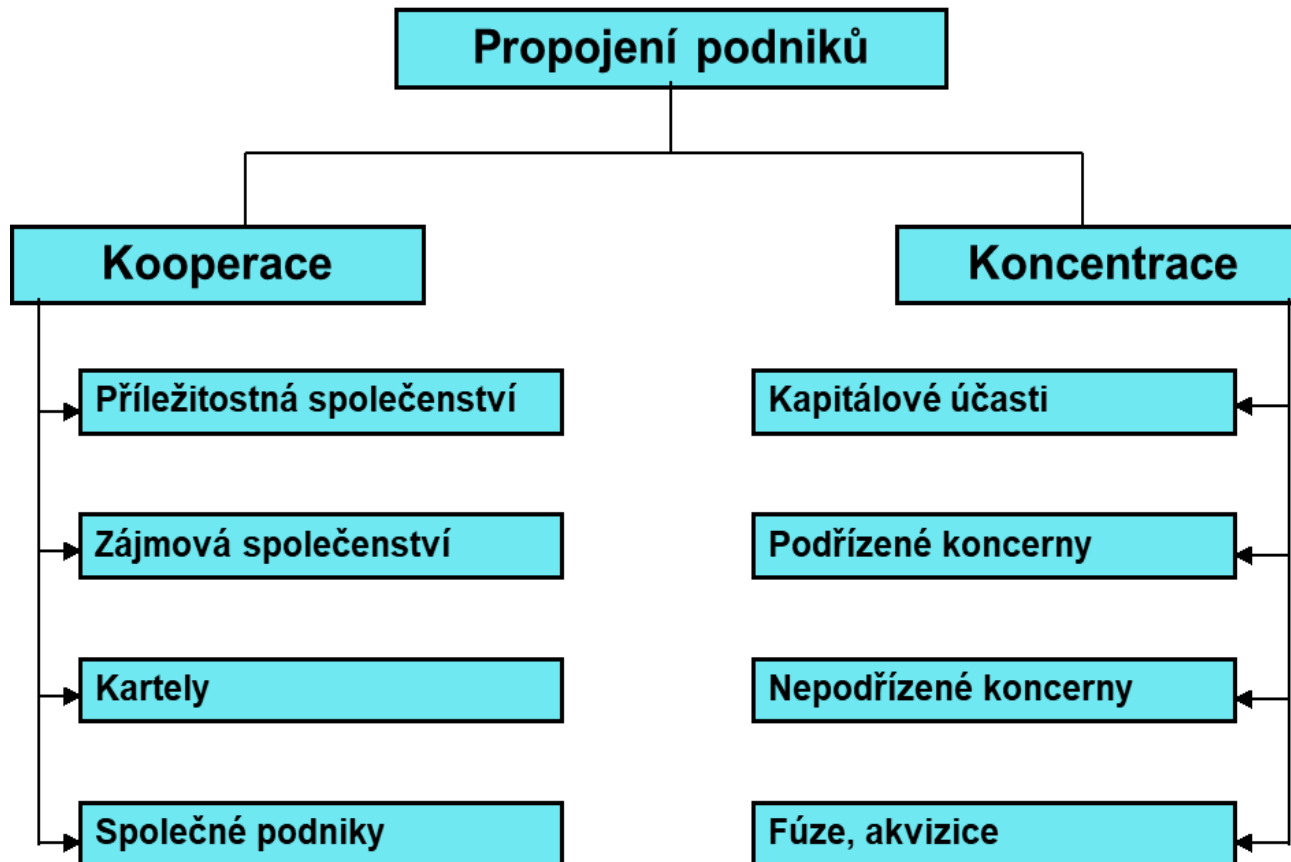 Propojení podniků
Kooperace
Koncentrace
Příležitostná společenství
Kapitálové účasti
Zájmová společenství
Podřízené koncerny
Kartely
Nepodřízené koncerny
Společné podniky
Fúze, akvizice